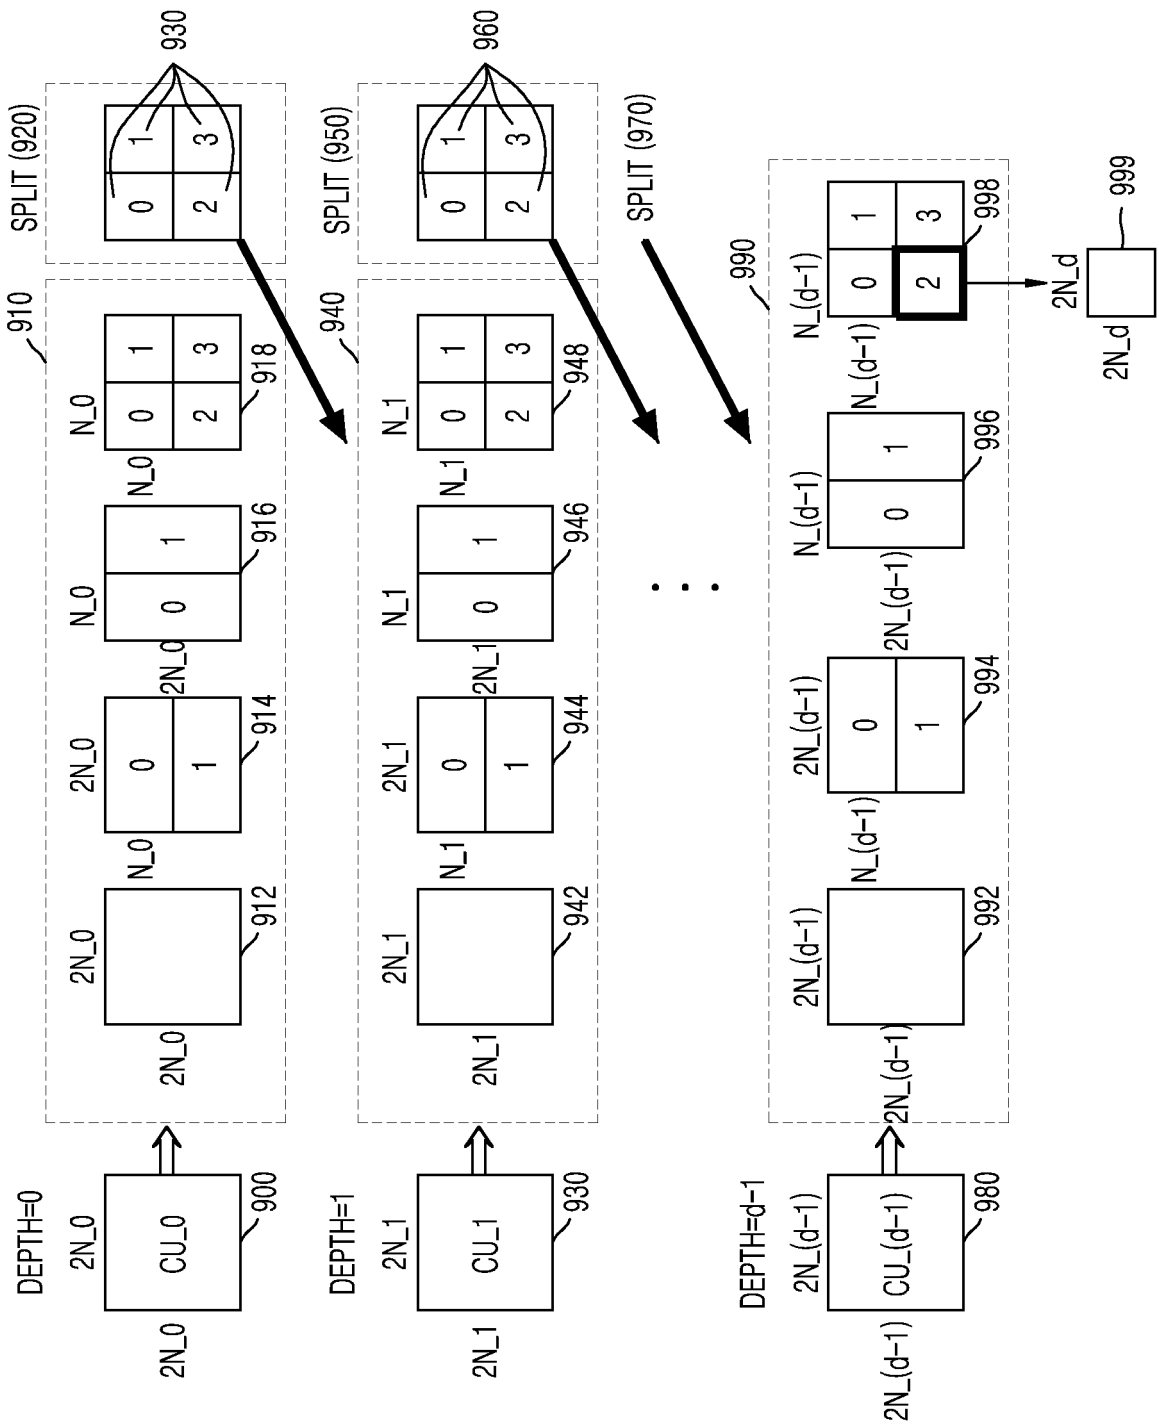 DEPTH=0
2N_0
2N_0
CU_0
900
910
2N_0
2N_0
912
2N_0
N_0
0
1
914
N_0
2N_0
0
1
916
N_0
N_0
0
1
2
3
918
SPLIT (920)
0
1
2
3
930
DEPTH=1
2N_1
2N_1
CU_1
930
940
2N_1
2N_1
942
2N_1
N_1
0
1
944
N_1
2N_1
0
1
946
N_1
N_1
0
1
2
3
948
SPLIT (950)
0
1
2
3
960
SPLIT (970)
. . .
DEPTH=d-1
2N_(d-1)
2N_(d-1)
CU_(d-1)
980
990
2N_(d-1)
2N_(d-1)
992
2N_(d-1)
N_(d-1)
0
1
994
N_(d-1)
2N_(d-1)
0
1
996
N_(d-1)
N_(d-1)
0
1
2
3
998
2N_d
2N_d
999